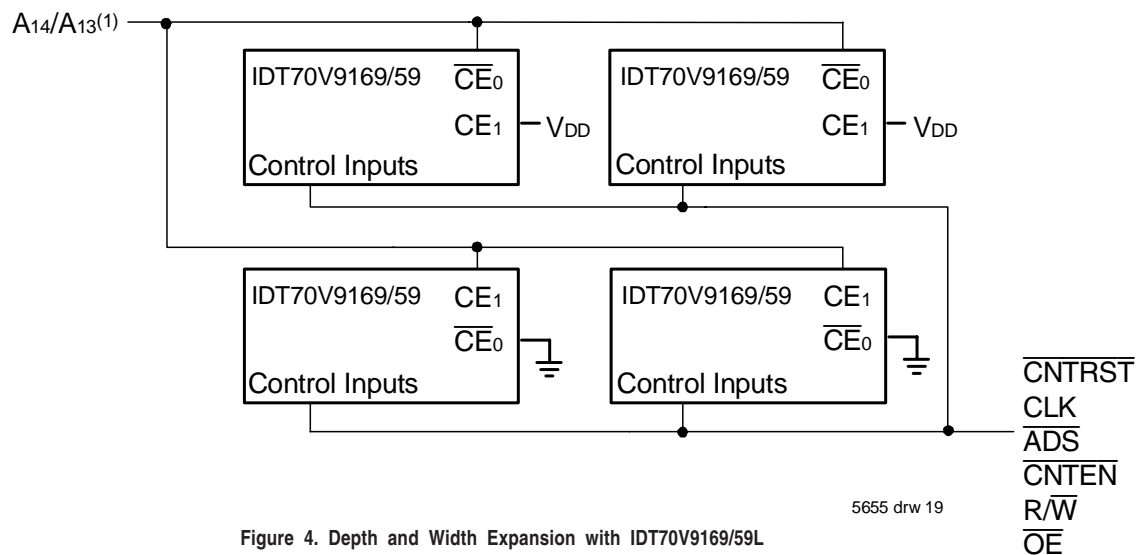 A14/A13(1)
IDT70V9169/59 CE0
CE1 VDD
Control Inputs
IDT70V9169/59 CE0
CE1 VDD
Control Inputs
IDT70V9169/59 CE1
CE0
Control Inputs
IDT70V9169/59 CE1
CE0
Control Inputs
CNTRST
CLK
ADS
CNTEN
R/W
OE
5655 drw 19
Figure 4. Depth and Width Expansion with IDT70V9169/59L